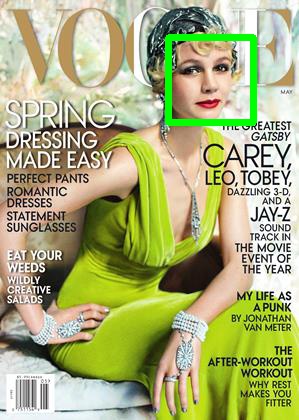 VOGUE
MAY
SPRING
DRESSING
MADE EASY
PERFECT PANTS
ROMANTIC
DRESSES
STATEMENT
SUNGLASSES
EAT YOUR
WEEDS
WILDLY
CREATIVE
SALADS
THE GREATEST
GATSBY
CAREY,
LEO, TOBEY,
DAZZLING 3-D,
AND A
JAY-Z
SOUND
TRACK IN
THE MOVIE
EVENT OF
THE YEAR
MY LIFE AS
A PUNK
BY JONATHAN
VAN METER
THE
AFTER-WORKOUT
WORKOUT
WHY REST
MAKES YOU
FITTER